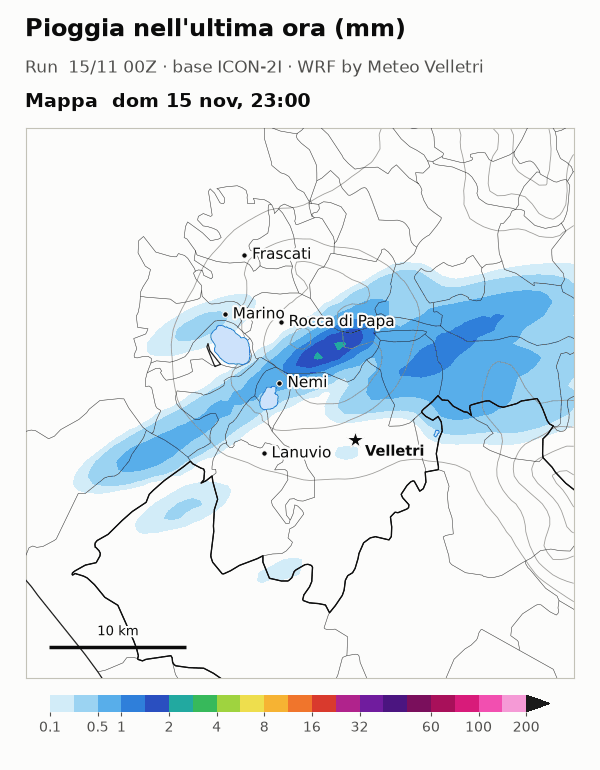 Pioggia nell'ultima ora (mm)
Run 15/11 00Z · base ICON-2I · WRF by Meteo Velletri
Mappa dom 15 nov, 23:00
Frascati
Marino
Rocca di Papa
Nemi
Lanuvio
Velletri
10 km
0.1 0.5 1 2 4 8 16 32 60 100 200